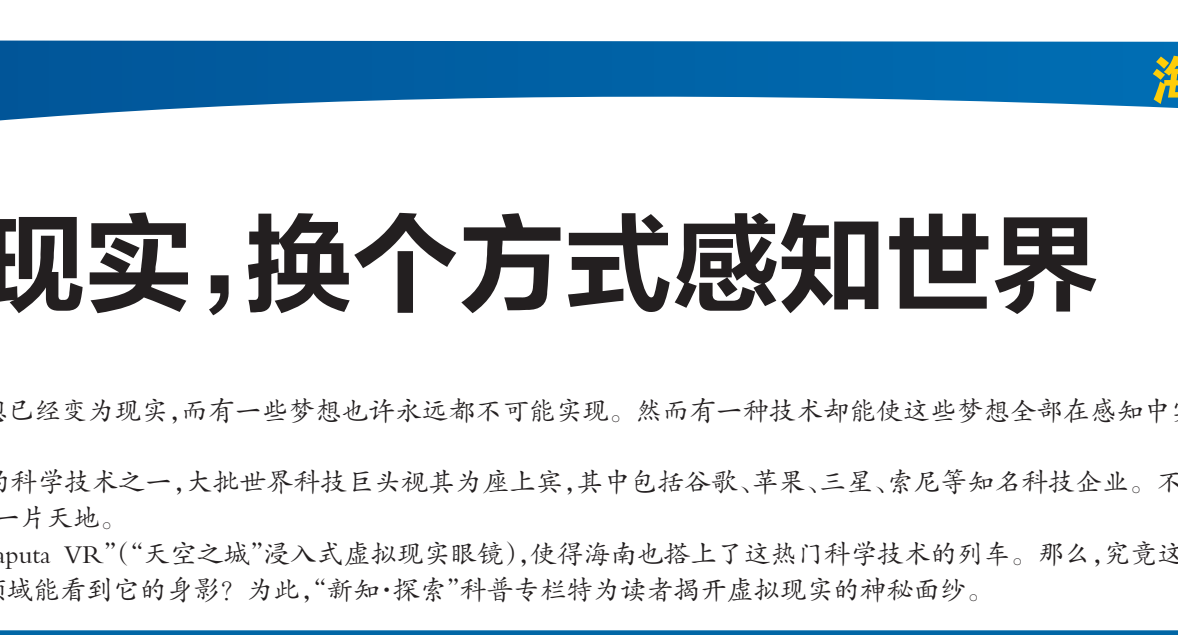 现实,换个方式感知世界
已经变为现实,而有一些梦想也许永远都不可能实现。然而有一种技术却能使这些梦想全部在感知中
科学技术之一,大批世界科技巨头视其为座上宾,其中包括谷歌、苹果、三星、索尼等知名科技企业。不
一片天地。
aputa VR”(“天空之城”浸入式虚拟现实眼镜),使得海南也搭上了这热门科学技术的列车。那么,究竟这
域能看到它的身影?为此,“新知·探索”科普专栏特为读者揭开虚拟现实的神秘面纱。